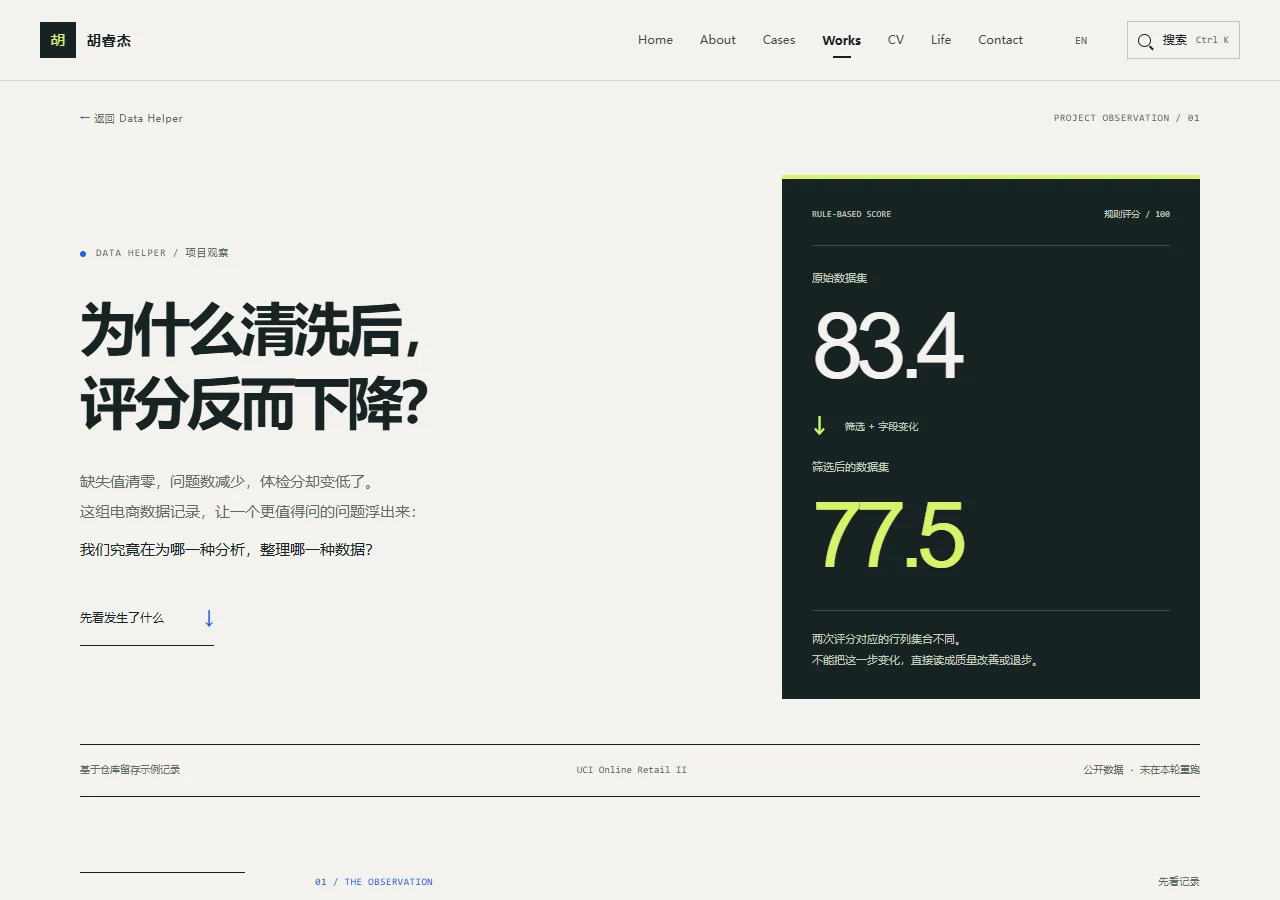 胡 胡睿杰 Home About Cases Works CV Life Contact EN 搜索 Ctrl K
← 返回 Data Helper
PROJECT OBSERVATION / 01
DATA HELPER / 项目观察
为什么清洗后，
评分反而下降？
缺失值清零，问题数减少，体检分却变低了。
这组电商数据记录，让一个更值得问的问题浮出来：
我们究竟在为哪一种分析，整理哪一种数据？
先看发生了什么 ↓
RULE-BASED SCORE 规则评分 / 100
原始数据集
83.4
↓ 筛选 + 字段变化
筛选后的数据集
77.5
两次评分对应的行列集合不同。
不能把这一步变化，直接读成质量改善或退步。
基于仓库留存示例记录 UCI Online Retail II 公开数据 · 未在本轮重跑
01 / THE OBSERVATION 先看记录